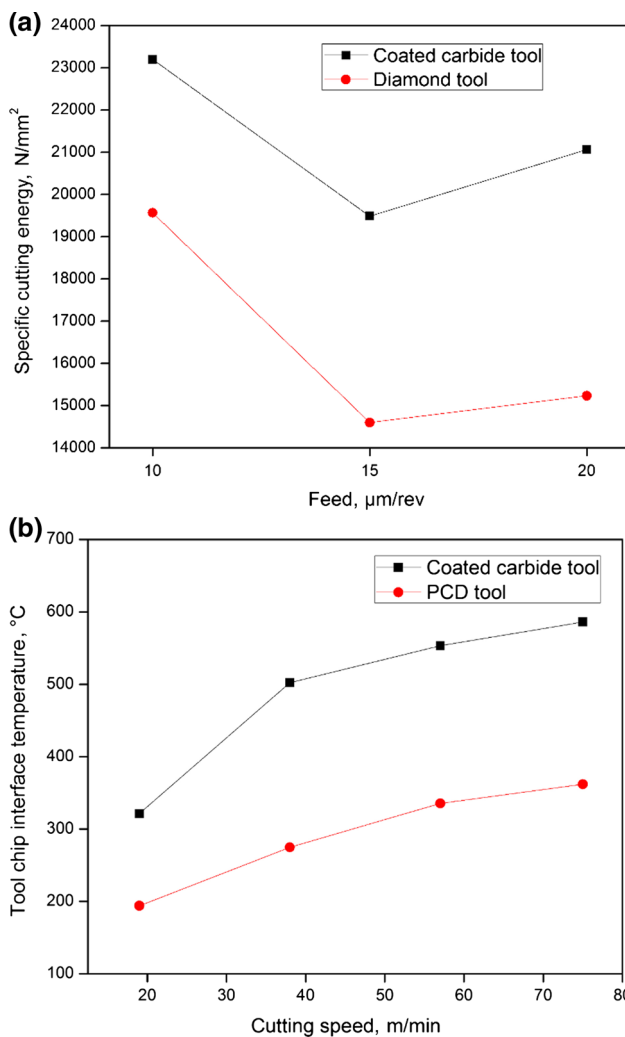 (a)
24000
23000
22000
21000
20000
19000
18000
17000
16000
15000
14000
Specific cutting energy, N/mm²
Coated carbide tool
Diamond tool
10 15 20
Feed, µm/rev
(b)
700
600
500
400
300
200
100
Tool chip interface temperature, °C
Coated carbide tool
PCD tool
20 30 40 50 60 70 80
Cutting speed, m/min